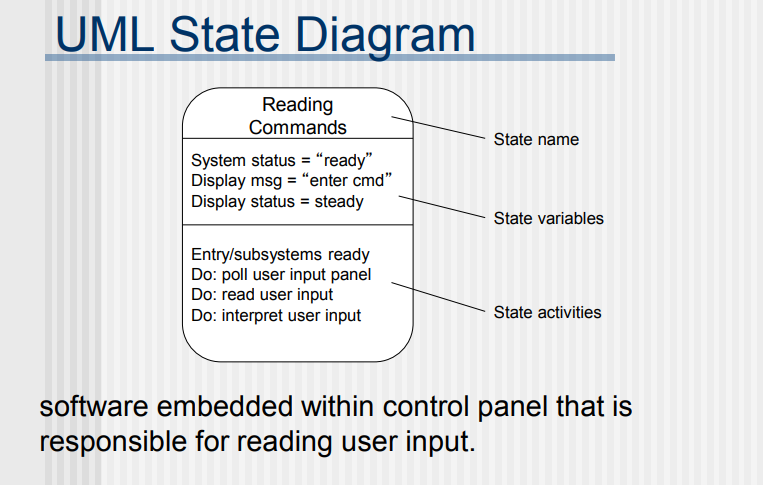 UML State Diagram
Reading
Commands
State name
System status = “ready”
Display msg = “enter cmd”
Display status = steady
State variables
Entry/subsystems ready
Do: poll user input panel
Do: read user input
Do: interpret user input
State activities
software embedded within control panel that is
responsible for reading user input.